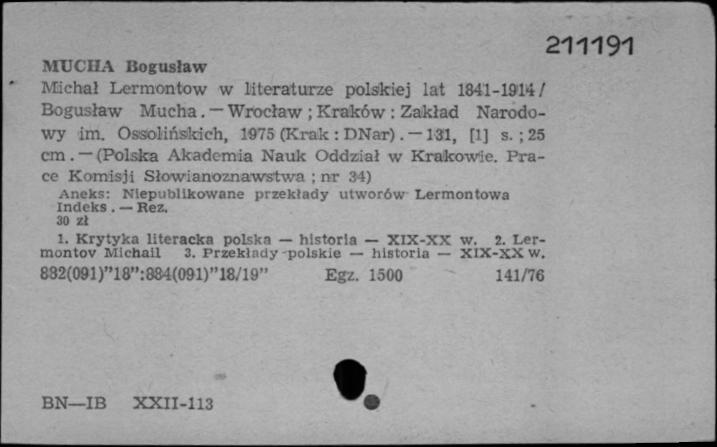 211191
MUCHA Bogusław
Michał Lermontow w literaturze polskiej lat 1841-1914 /
Bogusław Mucha. — Wrocław ; Kraków : Zakład Narodo-
wy im. Ossolińskich, 1975 (Krak : DNar). — 131, [1] s. ; 25
cm. — (Polska Akademia Nauk Oddział w Krakowie. Pra-
ce Komisji Słowianoznawstwa ; nr 34)
Aneks: Niepublikowane przekłady utworów Lermontowa
Indeks. — Rez.
30 zł
1. Krytyka literacka polska — historia — XIX-XX w. 2. Ler-
montov Michail 3. Przekłady polskie — historia — XIX-XX w.
882(091)"18":884(091)"18/19" Egz. 1500 141/76
BN—IB XXII-113